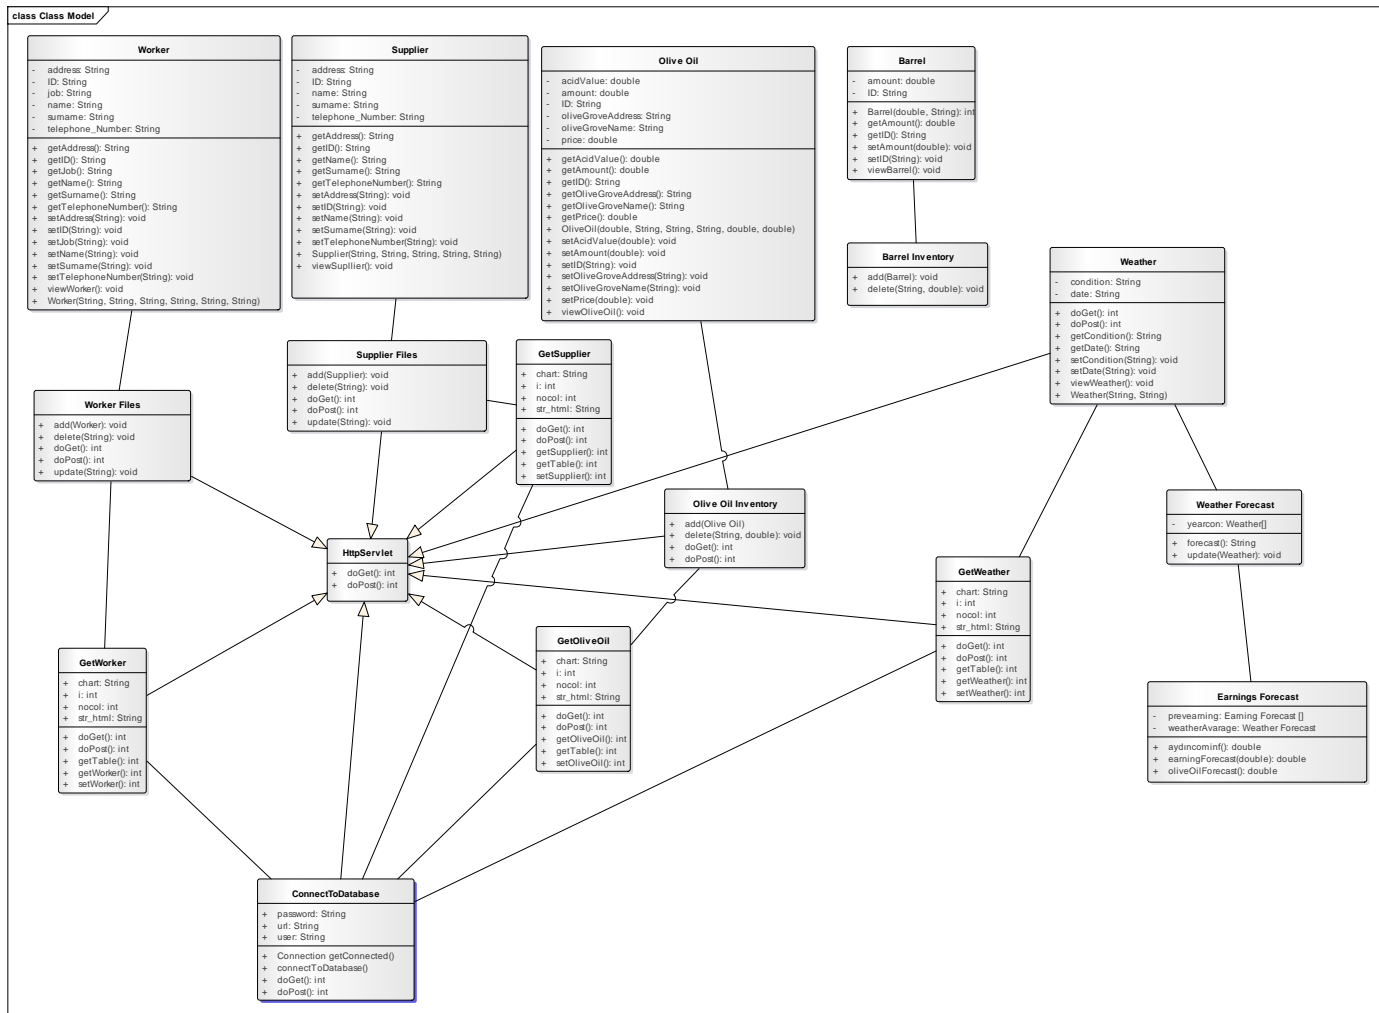 class Class Model
Worker
- address: String
- ID: String
- job: String
- name: String
- surname: String
- telephone_Number: String
+ getAddress(): String
+ getID(): String
+ getJob(): String
+ getName(): String
+ getSurname(): String
+ getTelephoneNumber(): String
+ setAddress(String): void
+ setID(String): void
+ setJob(String): void
+ setName(String): void
+ setSurname(String): void
+ setTelephoneNumber(String): void
+ viewWorker(): void
+ Worker(String, String, String, String, String, String)
Supplier
- address: String
- ID: String
- name: String
- surname: String
- telephone_Number: String
+ getAddress(): String
+ getID(): String
+ getName(): String
+ getSurname(): String
+ getTelephoneNumber(): String
+ setAddress(String): void
+ setID(String): void
+ setName(String): void
+ setSurname(String): void
+ setTelephoneNumber(String): void
+ Supplier(String, String, String, String, String)
+ viewSupllier(): void
Olive Oil
- acidValue: double
- amount: double
- ID: String
- oliveGroveAddress: String
- oliveGroveName: String
- price: double
+ getAcidValue(): double
+ getAmount(): double
+ getID(): String
+ getOliveGroveAddress(): String
+ getOliveGroveName(): String
+ getPrice(): double
+ OliveOil(double, String, String, String, double, double)
+ setAcidValue(double): void
+ setAmount(double): void
+ setID(String): void
+ setOliveGroveAddress(String): void
+ setOliveGroveName(String): void
+ setPrice(double): void
+ viewOliveOil(): void
Barrel
- amount: double
- ID: String
+ Barrel(double, String): int
+ getAmount(): double
+ getID(): String
+ setAmount(double): void
+ setID(String): void
+ viewBarrel(): void
Barrel Inventory
+ add(Barrel): void
+ delete(String, double): void
Weather
- condition: String
- date: String
+ doGet(): int
+ doPost(): int
+ getCondition(): String
+ getDate(): String
+ setCondition(String): void
+ setDate(String): void
+ viewWeather(): void
+ Weather(String, String)
Supplier Files
+ add(Supplier): void
+ delete(String): void
+ doGet(): int
+ doPost(): int
+ update(String): void
GetSupplier
+ chart: String
+ i: int
+ nocol: int
+ str_html: String
+ doGet(): int
+ doPost(): int
+ getSupplier(): int
+ getTable(): int
+ setSupplier(): int
Worker Files
+ add(Worker): void
+ delete(String): void
+ doGet(): int
+ doPost(): int
+ update(String): void
Olive Oil Inventory
+ add(Olive Oil)
+ delete(String, double): void
+ doGet(): int
+ doPost(): int
Weather Forecast
- yearcon: Weather[]
+ forecast(): String
+ update(Weather): void
HttpServlet
+ doGet(): int
+ doPost(): int
GetWeather
+ chart: String
+ i: int
+ nocol: int
+ str_html: String
+ doGet(): int
+ doPost(): int
+ getTable(): int
+ getWeather(): int
+ setWeather(): int
GetOliveOil
+ chart: String
+ i: int
+ nocol: int
+ str_html: String
+ doGet(): int
+ doPost(): int
+ getOliveOil(): int
+ getTable(): int
+ setOliveOil(): int
GetWorker
+ chart: String
+ i: int
+ nocol: int
+ str_html: String
+ doGet(): int
+ doPost(): int
+ getTable(): int
+ getWorker(): int
+ setWorker(): int
Earnings Forecast
- prevearning: Earning Forecast []
- weatherAvarage: Weather Forecast
+ aydıncominf(): double
+ earningForecast(double): double
+ oliveOilForecast(): double
ConnectToDatabase
+ password: String
+ url: String
+ user: String
+ Connection getConnected()
+ connectToDatabase()
+ doGet(): int
+ doPost(): int